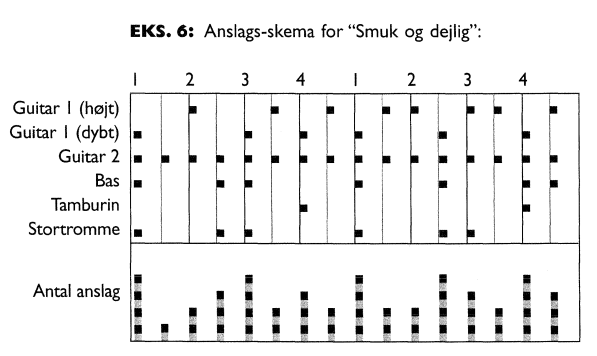 EKS. 6: Anslags-skema for “Smuk og dejlig”:
1 2 3 4 1 2 3 4
Guitar 1 (højt)
Guitar 1 (dybt)
Guitar 2
Bas
Tamburin
Stortromme
Antal anslag